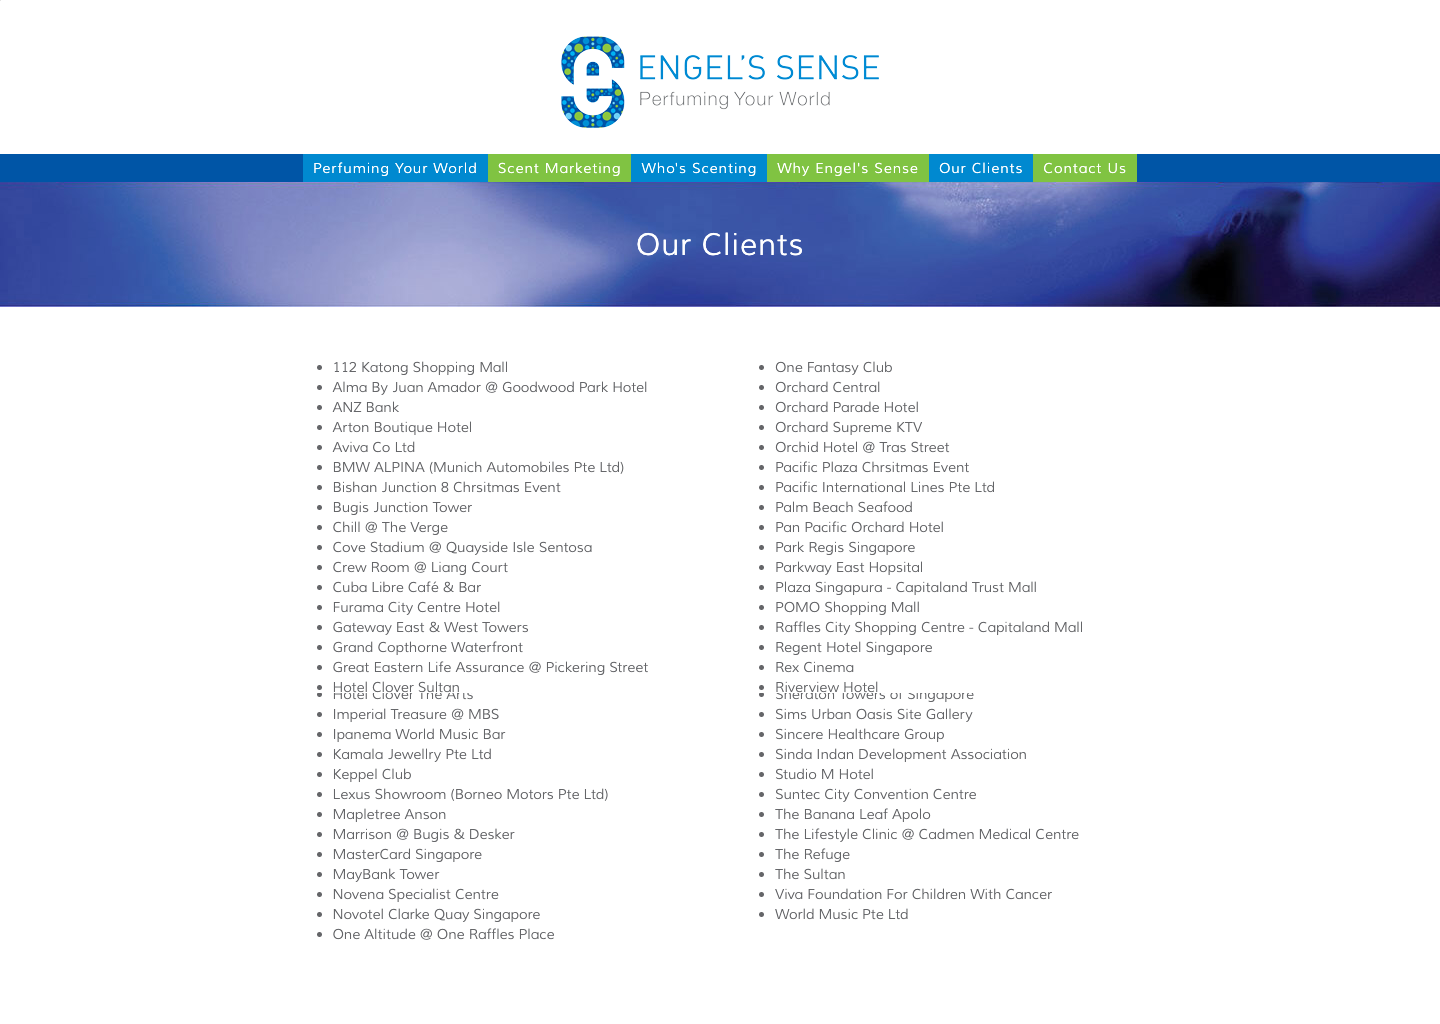 ENGEL'S SENSE
Perfuming Your World
Perfuming Your World Scent Marketing Who's Scenting Why Engel's Sense Our Clients Contact Us
Our Clients
112 Katong Shopping Mall
Alma By Juan Amador @ Goodwood Park Hotel
ANZ Bank
Arton Boutique Hotel
Aviva Co Ltd
BMW ALPINA (Munich Automobiles Pte Ltd)
Bishan Junction 8 Chrsitmas Event
Bugis Junction Tower
Chill @ The Verge
Cove Stadium @ Quayside Isle Sentosa
Crew Room @ Liang Court
Cuba Libre Café & Bar
Furama City Centre Hotel
Gateway East & West Towers
Grand Copthorne Waterfront
Great Eastern Life Assurance @ Pickering Street
Hotel Clover Sultan
Hotel Clover The Arts
Imperial Treasure @ MBS
Ipanema World Music Bar
Kamala Jewellry Pte Ltd
Keppel Club
Lexus Showroom (Borneo Motors Pte Ltd)
Mapletree Anson
Marrison @ Bugis & Desker
MasterCard Singapore
MayBank Tower
Novena Specialist Centre
Novotel Clarke Quay Singapore
One Altitude @ One Raffles Place
One Fantasy Club
Orchard Central
Orchard Parade Hotel
Orchard Supreme KTV
Orchid Hotel @ Tras Street
Pacific Plaza Chrsitmas Event
Pacific International Lines Pte Ltd
Palm Beach Seafood
Pan Pacific Orchard Hotel
Park Regis Singapore
Parkway East Hopsital
Plaza Singapura - Capitaland Trust Mall
POMO Shopping Mall
Raffles City Shopping Centre - Capitaland Mall
Regent Hotel Singapore
Rex Cinema
Riverview Hotel
Sheraton Towers of Singapore
Sims Urban Oasis Site Gallery
Sincere Healthcare Group
Sinda Indan Development Association
Studio M Hotel
Suntec City Convention Centre
The Banana Leaf Apolo
The Lifestyle Clinic @ Cadmen Medical Centre
The Refuge
The Sultan
Viva Foundation For Children With Cancer
World Music Pte Ltd